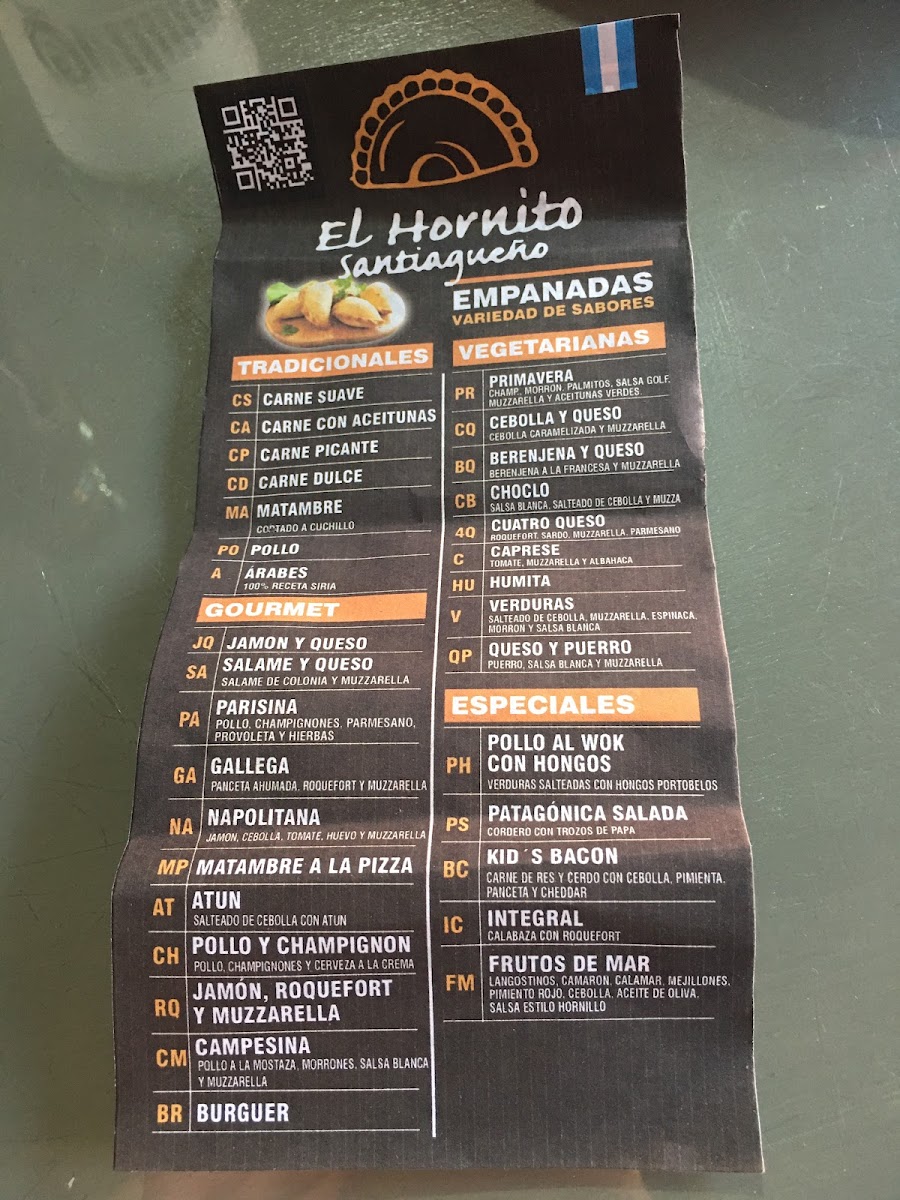 El Hornito
Santiagueño
EMPANADAS
VARIEDAD DE SABORES
TRADICIONALES
CS CARNE SUAVE
CA CARNE CON ACEITUNAS
CP CARNE PICANTE
CD CARNE DULCE
MA MATAMBRE
CORTADO A CUCHILLO
PO POLLO
A ÁRABES
100% RECETA SIRIA
GOURMET
JQ JAMON Y QUESO
SA SALAME Y QUESO
SALAME DE COLONIA Y MUZZARELLA
PA PARISINA
POLLO, CHAMPIGNONES, PARMESANO,
PROVOLETA Y HIERBAS
GA GALLEGA
PANCETA AHUMADA, ROQUEFORT Y MUZZARELLA
NA NAPOLITANA
JAMON, CEBOLLA, TOMATE, HUEVO Y MUZZARELLA
MP MATAMBRE A LA PIZZA
AT ATUN
SALTEADO DE CEBOLLA CON ATUN
CH POLLO Y CHAMPIGNON
POLLO, CHAMPIGNONES Y CERVEZA A LA CREMA
RQ JAMÓN, ROQUEFORT
Y MUZZARELLA
CM CAMPESINA
POLLO A LA MOSTAZA, MORRONES, SALSA BLANCA
Y MUZZARELLA
BR BURGUER
VEGETARIANAS
PR PRIMAVERA
CHAMP., MORRON, PALMITOS, SALSA GOLF,
MUZZARELLA Y ACEITUNAS VERDES.
CQ CEBOLLA Y QUESO
CEBOLLA CARAMELIZADA Y MUZZARELLA
BQ BERENJENA Y QUESO
BERENJENA A LA FRANCESA Y MUZZARELLA
CB CHOCLO
SALSA BLANCA, SALTEADO DE CEBOLLA Y MUZZA
4Q CUATRO QUESO
ROQUEFORT, SARDO, MUZZARELLA, PARMESANO
C CAPRESE
TOMATE, MUZZARELLA Y ALBAHACA
HU HUMITA
V VERDURAS
SALTEADO DE CEBOLLA, MUZZARELLA, ESPINACA,
MORRON Y SALSA BLANCA
QP QUESO Y PUERRO
PUERRO, SALSA BLANCA Y MUZZARELLA
ESPECIALES
PH POLLO AL WOK
CON HONGOS
VERDURAS SALTEADAS CON HONGOS PORTOBELOS
PS PATAGÓNICA SALADA
CORDERO CON TROZOS DE PAPA
BC KID´S BACON
CARNE DE RES Y CERDO CON CEBOLLA, PIMIENTA,
PANCETA Y CHEDDAR
IC INTEGRAL
CALABAZA CON ROQUEFORT
FM FRUTOS DE MAR
LANGOSTINOS, CAMARON, CALAMAR, MEJILLONES,
PIMIENTO ROJO, CEBOLLA, ACEITE DE OLIVA,
SALSA ESTILO HORNILLO